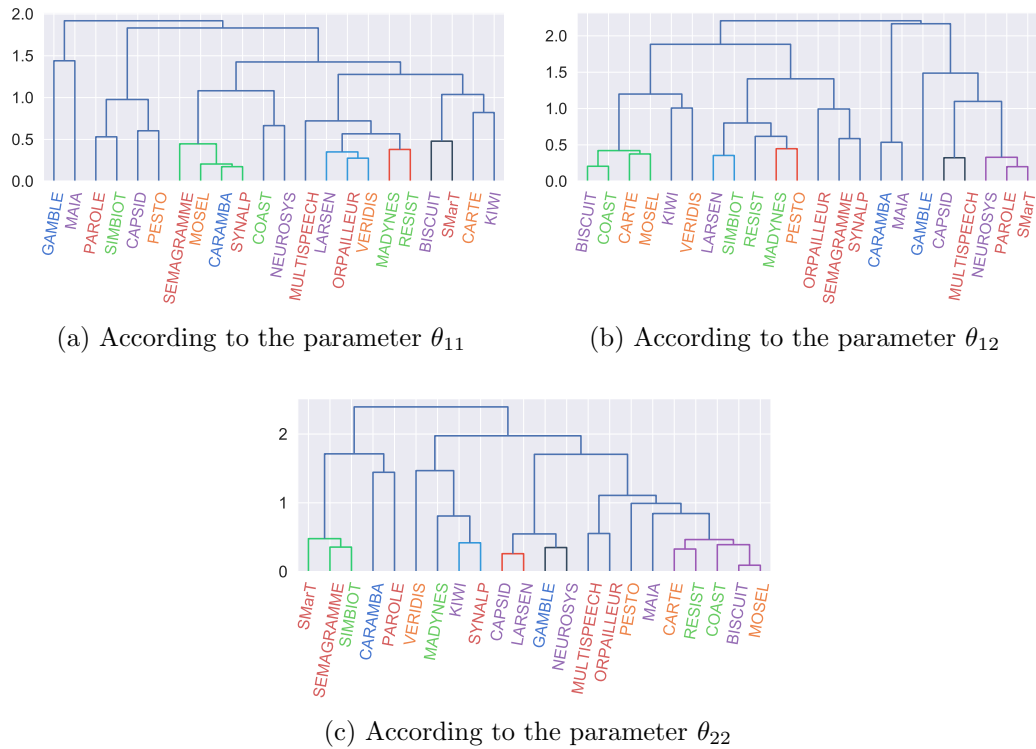 2.0
1.5
1.0
0.5
0.0
GAMBLE MAIA PAROLE SIMBIOT CAPSID PESTO SEMAGRAMME MOSEL CARAMBA SYNALP COAST NEUROSYS MULTISPEECH LARSEN ORPAILLEUR VERIDIS MADYNES RESIST BISCUIT SMarT CARTE KIWI
(a) According to the parameter θ₁₁
2.0
1.5
1.0
0.5
0.0
BISCUIT COAST CARTE MOSEL KIWI VERIDIS LARSEN SIMBIOT RESIST MADYNES PESTO ORPAILLEUR SEMAGRAMME SYNALP CARAMBA MAIA GAMBLE CAPSID MULTISPEECH NEUROSYS PAROLE SMarT
(b) According to the parameter θ₁₂
2
1
0
SMarT SEMAGRAMME SIMBIOT CARAMBA PAROLE VERIDIS MADYNES KIWI SYNALP CAPSID LARSEN GAMBLE NEUROSYS MULTISPEECH ORPAILLEUR PESTO MAIA CARTE RESIST COAST BISCUIT MOSEL
(c) According to the parameter θ₂₂